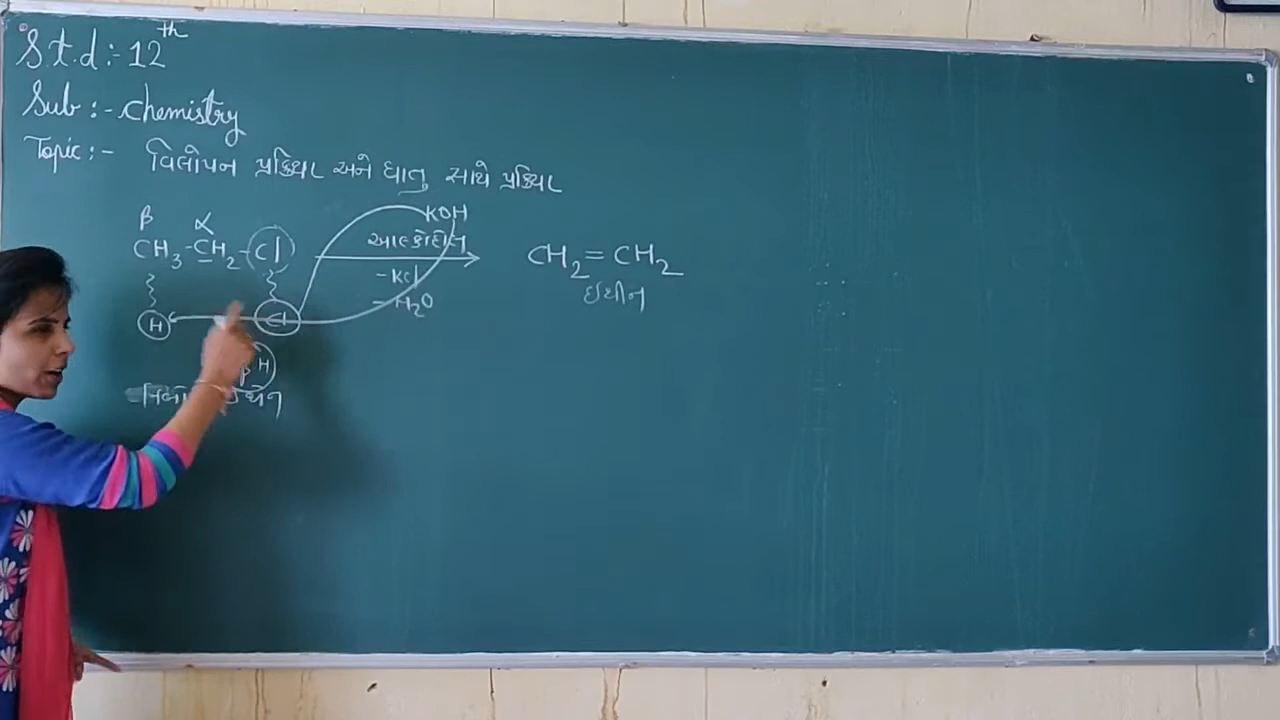 Std:- 12th
Sub:- Chemistry
Topic:- વિલોપન પ્રક્રિયા અને ધાતુ સાથે પ્રક્રિયા
β α KOH
CH3-CH2-Cl આલ્કોહોલ CH2=CH2
-KCl ઇથીન
H Cl - H2O
β H